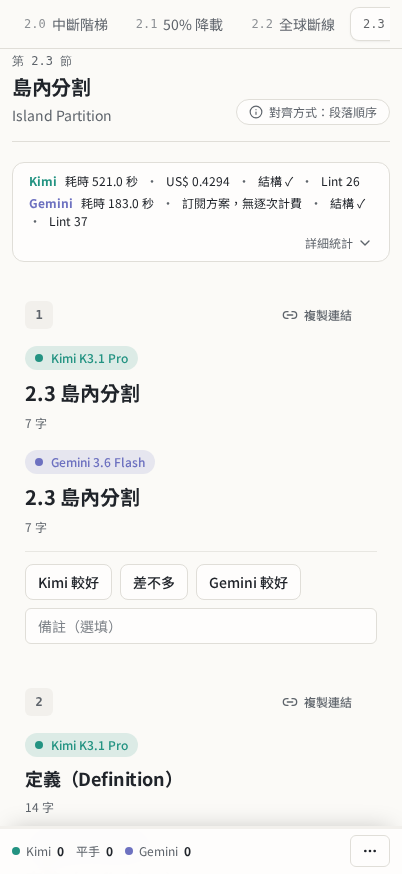 2.0 中斷階梯 2.1 50% 降載 2.2 全球斷線 2.3
第 2.3 節
島內分割
Island Partition
對齊方式：段落順序
Kimi 耗時 521.0 秒 • US$ 0.4294 • 結構 ✓ • Lint 26
Gemini 耗時 183.0 秒 • 訂閱方案，無逐次計費 • 結構 ✓
• Lint 37
詳細統計
1 複製連結
Kimi K3.1 Pro
2.3 島內分割
7 字
Gemini 3.6 Flash
2.3 島內分割
7 字
Kimi 較好 差不多 Gemini 較好
備註（選填）
2 複製連結
Kimi K3.1 Pro
定義（Definition）
14 字
Kimi 0 平手 0 Gemini 0 ···